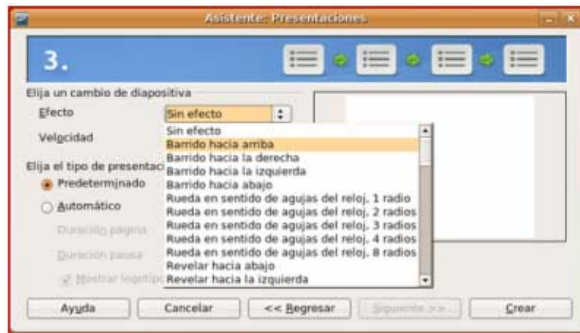 Asistente: Presentaciones
3.
Elija un cambio de diapositiva
Efecto
Sin efecto
Velocidad
Sin efecto
Barrido hacia arriba
Barrido hacia la derecha
Barrido hacia la izquierda
Barrido hacia abajo
Rueda en sentido de agujas del reloj, 1 radio
Rueda en sentido de agujas del reloj, 2 radios
Rueda en sentido de agujas del reloj, 3 radios
Rueda en sentido de agujas del reloj, 4 radios
Rueda en sentido de agujas del reloj, 8 radios
Revelar hacia abajo
Revelar hacia la izquierda
Elija el tipo de presentac
Predeterminado
Automático
Duración página
Duración pausa
Mostrar logotip
Ayuda
Cancelar
<< Regresar
Siguiente >>
Crear